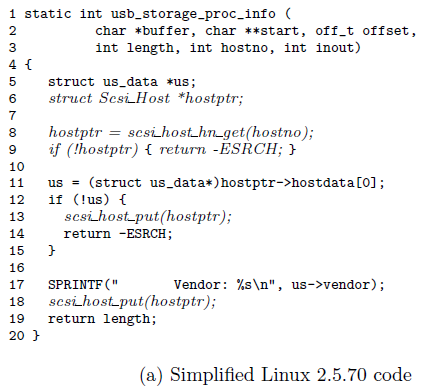 1 static int usb_storage_proc_info (
2         char *buffer, char **start, off_t offset,
3         int length, int hostno, int inout)
4 {
5   struct us_data *us;
6   struct Scsi_Host *hostptr;
7
8   hostptr = scsi_host_hn_get(hostno);
9   if (!hostptr) { return -ESRCH; }
10
11   us = (struct us_data*)hostptr->hostdata[0];
12   if (!us) {
13     scsi_host_put(hostptr);
14     return -ESRCH;
15   }
16
17   SPRINTF("       Vendor: %s\n", us->vendor);
18   scsi_host_put(hostptr);
19   return length;
20 }
(a) Simplified Linux 2.5.70 code